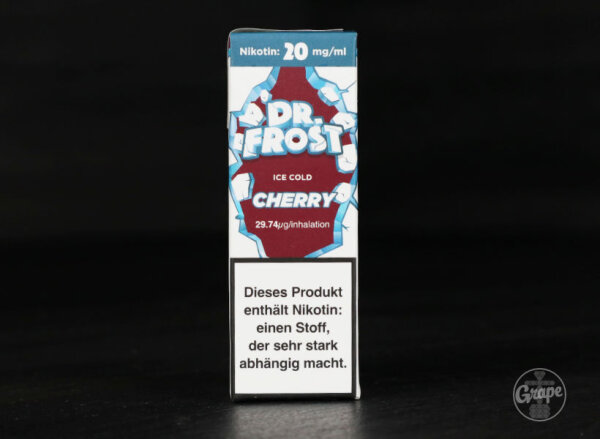 Nikotin: 20 mg/ml
DR.
FROST
ICE COLD
CHERRY
29.74µg/inhalation
Dieses Produkt
enthält Nikotin:
einen Stoff,
der sehr stark
abhängig macht.
Grape